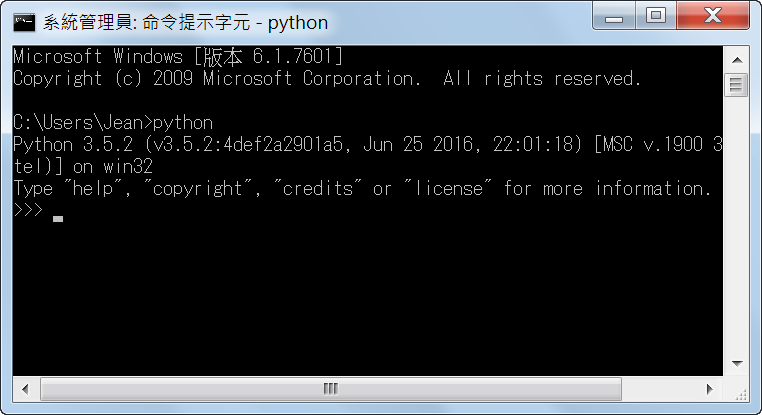 系統管理員: 命令提示字元 - python
Microsoft Windows [版本 6.1.7601]
Copyright (c) 2009 Microsoft Corporation.  All rights reserved.
C:\Users\Jean>python
Python 3.5.2 (v3.5.2:4def2a2901a5, Jun 25 2016, 22:01:18) [MSC v.1900 3
tel)] on win32
Type "help", "copyright", "credits" or "license" for more information.
>>>